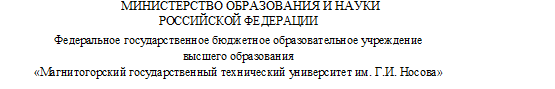 МИНИСТЕРСТВО ОБРАЗОВАНИЯ И НАУКИ
РОССИЙСКОЙ ФЕДЕРАЦИИ
Федеральное государственное бюджетное образовательное учреждение
высшего образования
«Магнитогорский государственный технический университет им. Г.И. Носова»